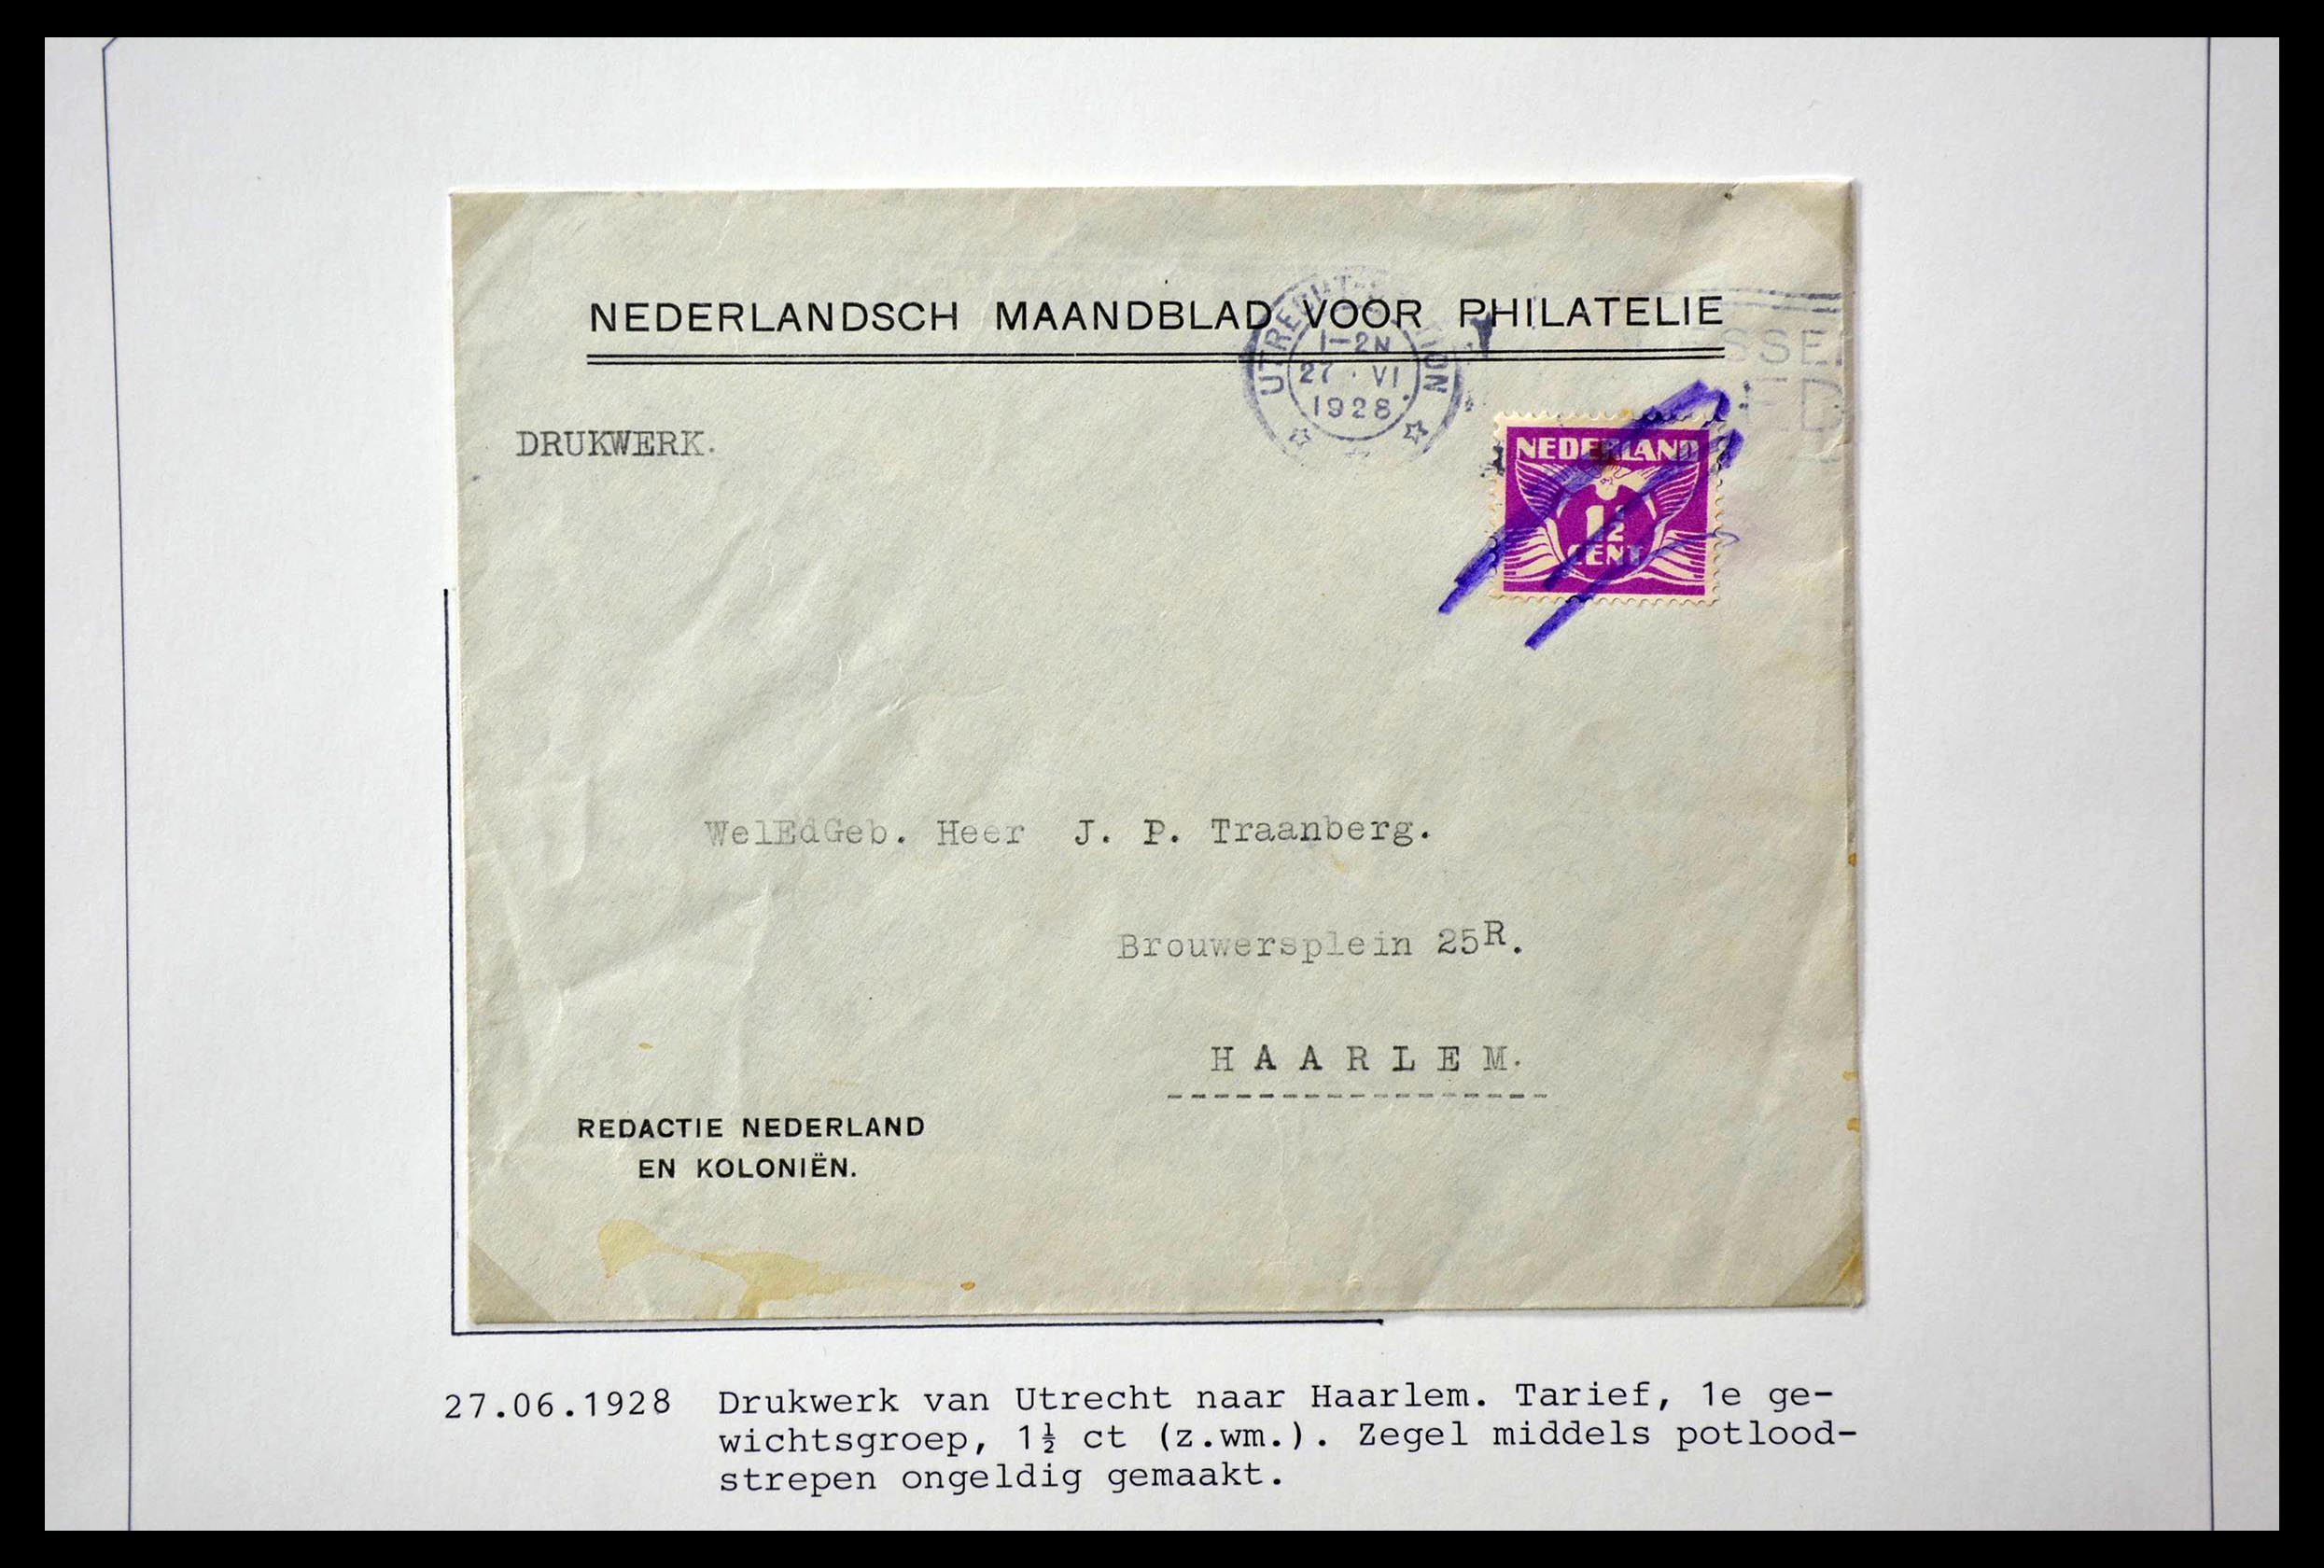 NEDERLANDSCH MAANDBLAD VOOR PHILATELIE
UTRECHT
1-2N
27 · VI
1928
DRUKWERK.
NEDERLAND
1½
CENT
WelEdGeb. Heer J. P. Traanberg.
Brouwersplein 25R.
HAARLEM.
REDACTIE NEDERLAND
EN KOLONIËN.
27.06.1928 Drukwerk van Utrecht naar Haarlem. Tarief, 1e ge-
wichtsgroep, 1½ ct (z.wm.). Zegel middels potlood-
strepen ongeldig gemaakt.